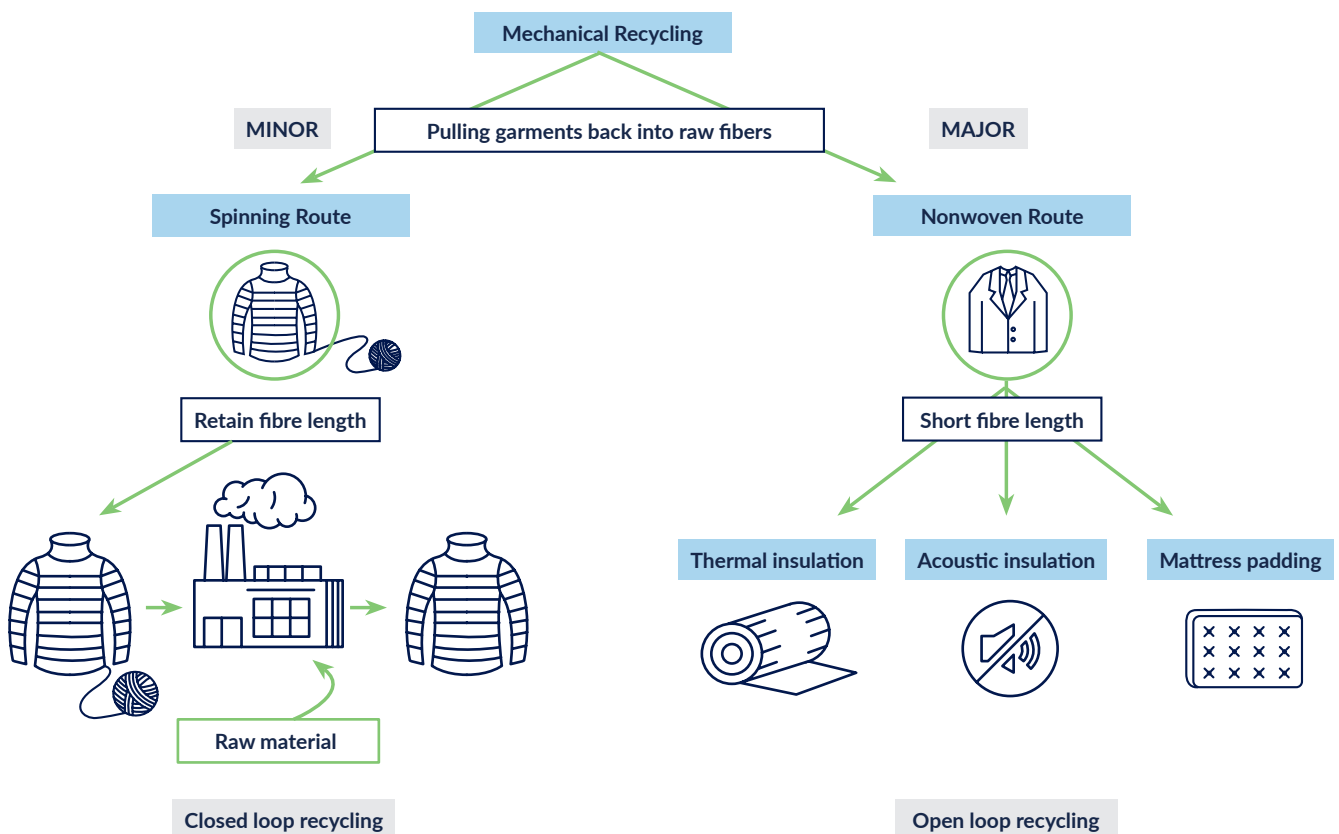 Mechanical Recycling
MINOR
Pulling garments back into raw fibers
MAJOR
Spinning Route
Nonwoven Route
Retain fibre length
Short fibre length
Thermal insulation
Acoustic insulation
Mattress padding
Raw material
Closed loop recycling
Open loop recycling